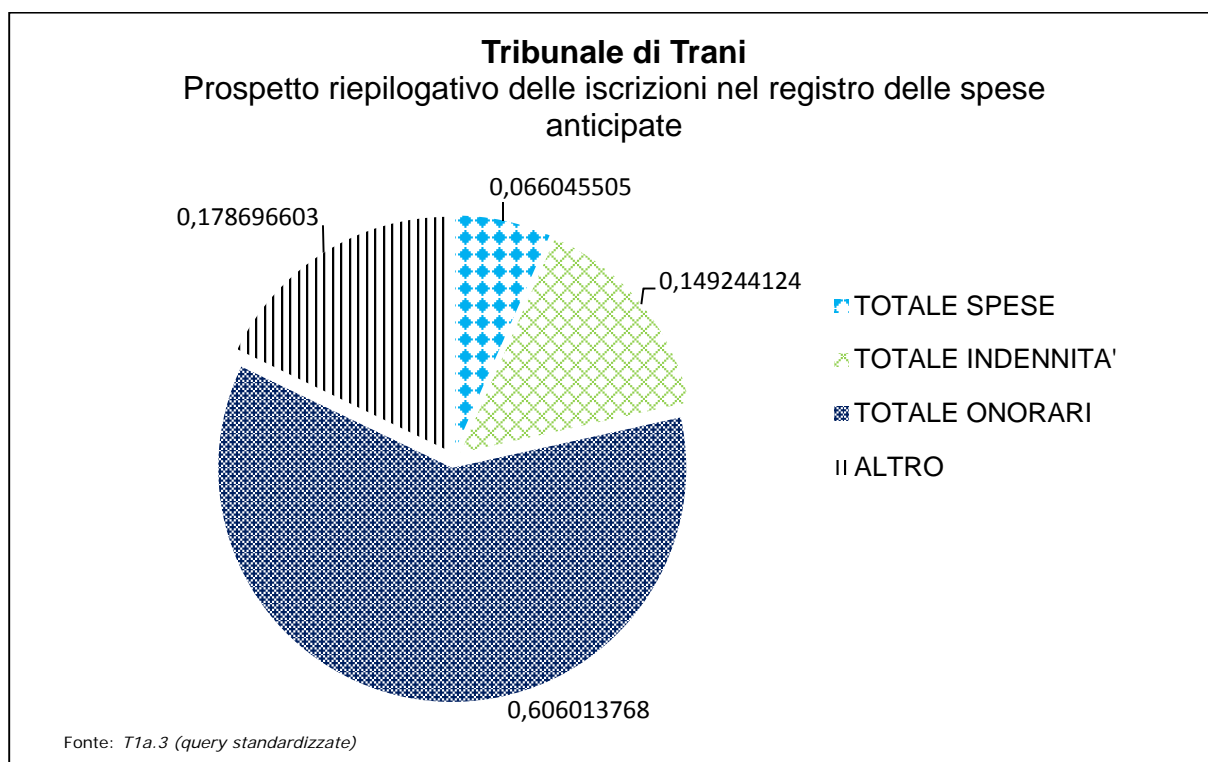 Tribunale di Trani
Prospetto riepilogativo delle iscrizioni nel registro delle spese
anticipate
0,066045505
0,178696603
0,149244124
TOTALE SPESE
TOTALE INDENNITA'
TOTALE ONORARI
ALTRO
0,606013768
Fonte: T1a.3 (query standardizzate)